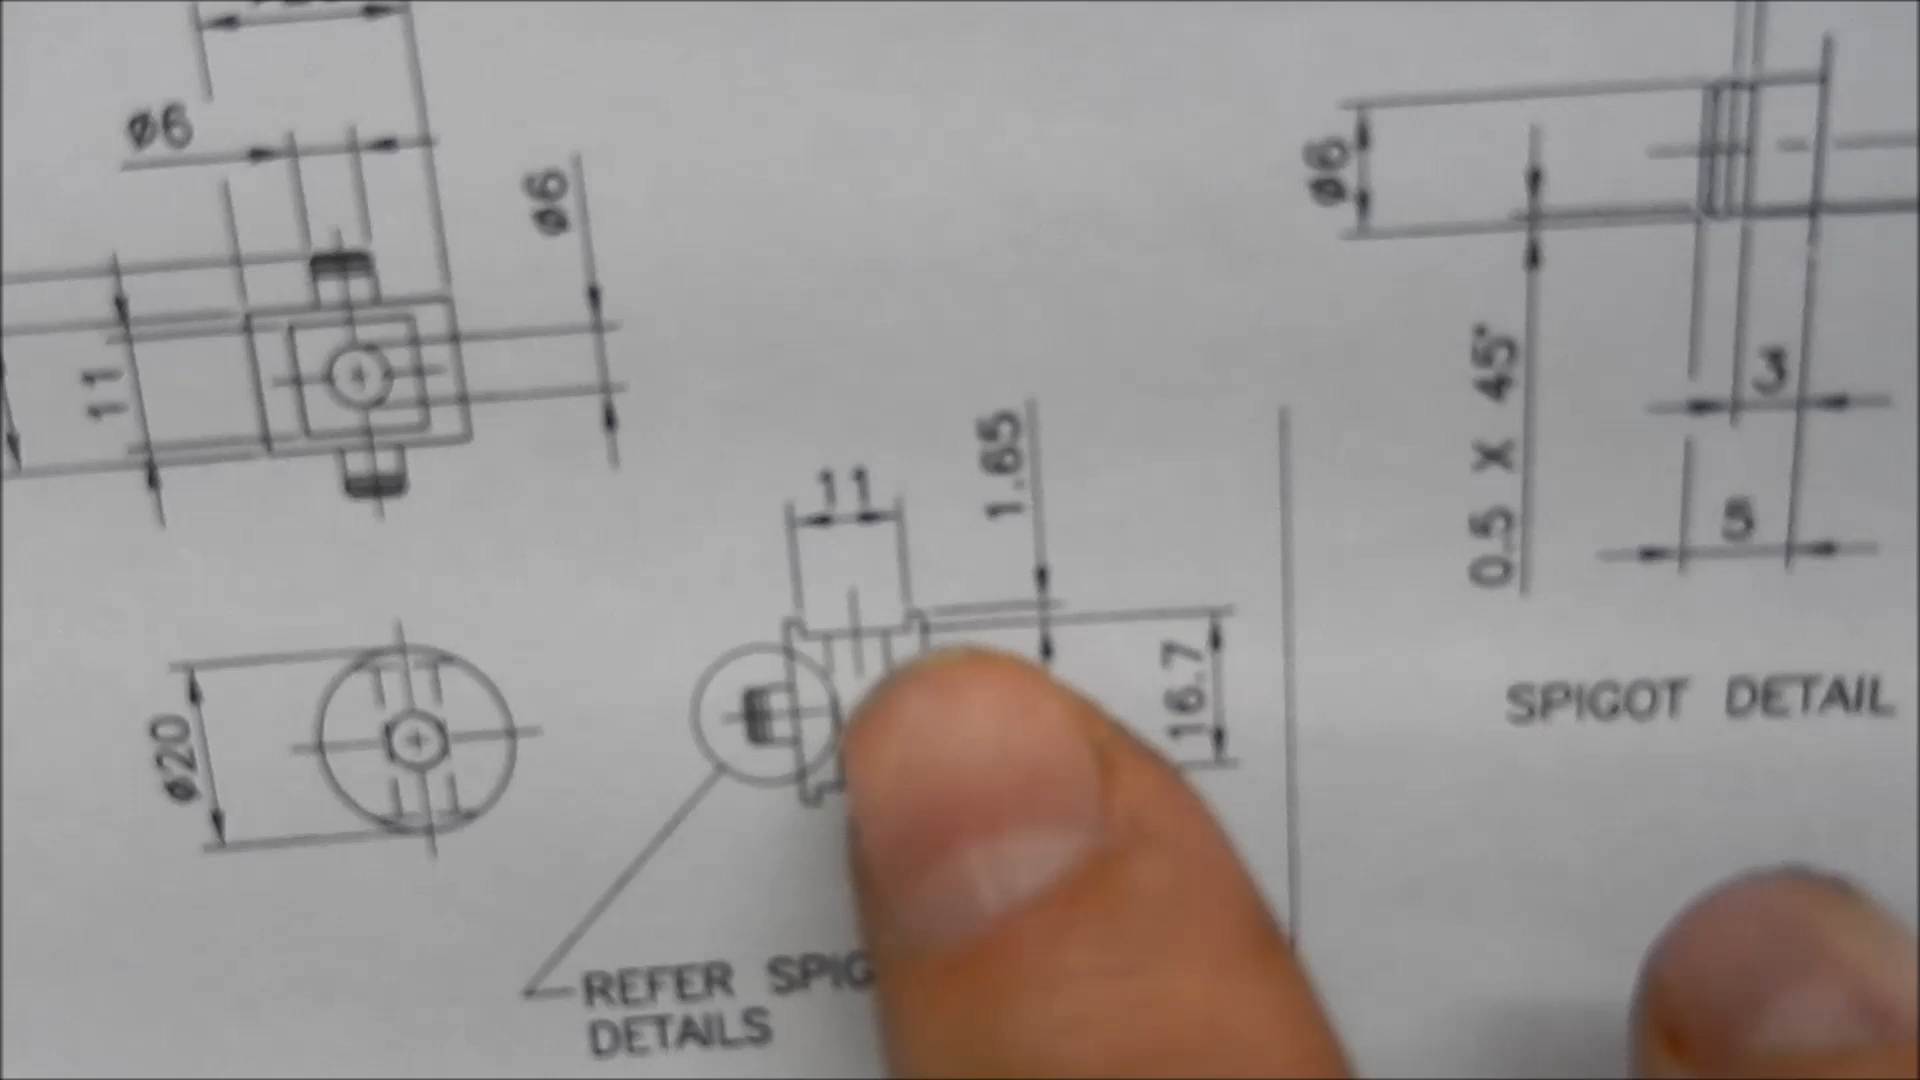 ø6
ø6
11
ø20
11
1.65
16.7
REFER SPIG
DETAILS
ø6
0.5 X 45°
3
5
SPIGOT DETAIL